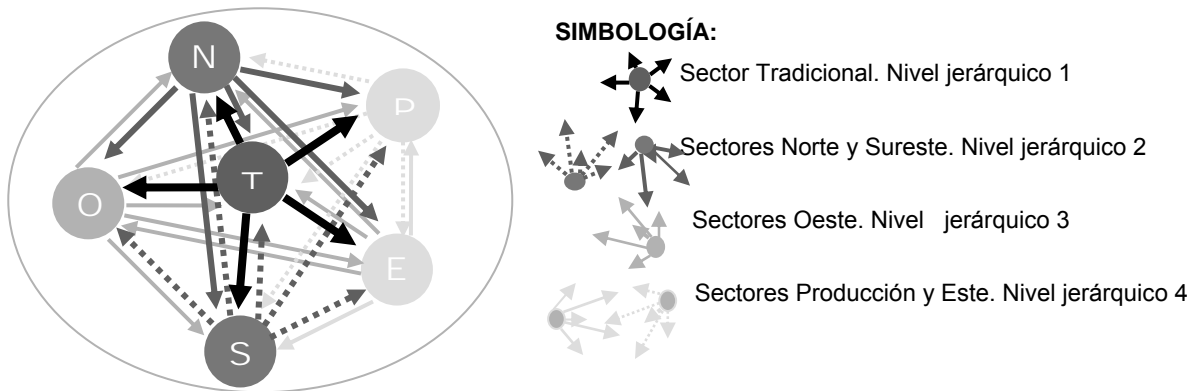 N
P
T
O
E
S
SIMBOLOGÍA:
Sector Tradicional. Nivel jerárquico 1
Sectores Norte y Sureste. Nivel jerárquico 2
Sectores Oeste. Nivel jerárquico 3
Sectores Producción y Este. Nivel jerárquico 4